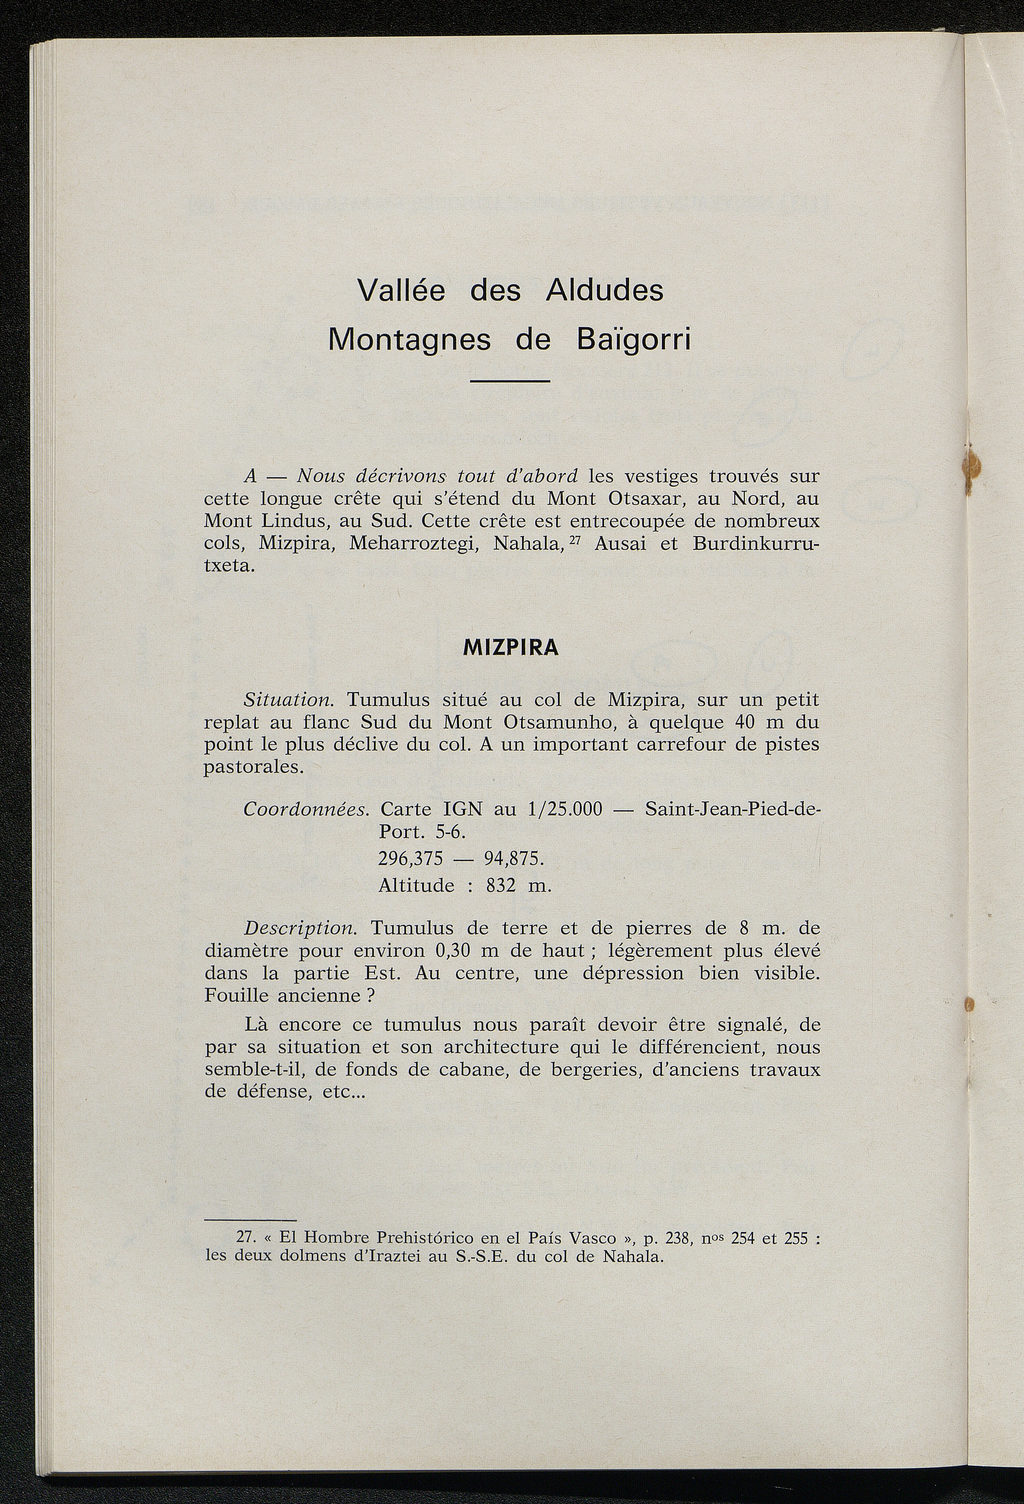 Vallée des Aldudes
Montagnes de Baïgorri
A — Nous décrivons tout d'abord les vestiges trouvés sur
cette longue crête qui s'étend du Mont Otsaxar, au Nord, au
Mont Lindus, au Sud. Cette crête est entrecoupée de nombreux
cols, Mizpira, Meharroztegi, Nahala, 27 Ausai et Burdinkurru-
txeta.
MIZPIRA
Situation. Tumulus situé au col de Mizpira, sur un petit
replat au flanc Sud du Mont Otsamunho, à quelque 40 m du
point le plus déclive du col. A un important carrefour de pistes
pastorales.
Coordonnées. Carte IGN au 1/25.000 — Saint-Jean-Pied-de-
Port. 5-6.
296,375 — 94,875.
Altitude : 832 m.
Description. Tumulus de terre et de pierres de 8 m. de
diamètre pour environ 0,30 m de haut ; légèrement plus élevé
dans la partie Est. Au centre, une dépression bien visible.
Fouille ancienne ?
Là encore ce tumulus nous paraît devoir être signalé, de
par sa situation et son architecture qui le différencient, nous
semble-t-il, de fonds de cabane, de bergeries, d'anciens travaux
de défense, etc...
27. « El Hombre Prehistórico en el País Vasco », p. 238, nos 254 et 255 :
les deux dolmens d'Iraztei au S.-S.E. du col de Nahala.